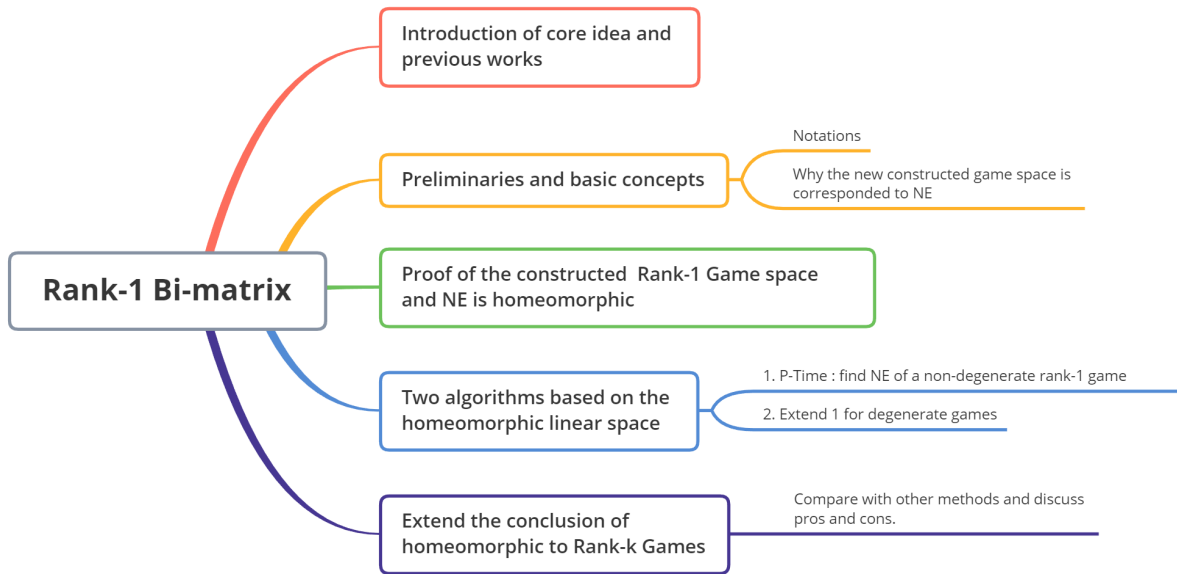 Introduction of core idea and
previous works
Notations
Preliminaries and basic concepts
Why the new constructed game space is
corresponded to NE
Rank-1 Bi-matrix
Proof of the constructed Rank-1 Game space
and NE is homeomorphic
Two algorithms based on the
homeomorphic linear space
1. P-Time : find NE of a non-degenerate rank-1 game
2. Extend 1 for degenerate games
Extend the conclusion of
homeomorphic to Rank-k Games
Compare with other methods and discuss
pros and cons.